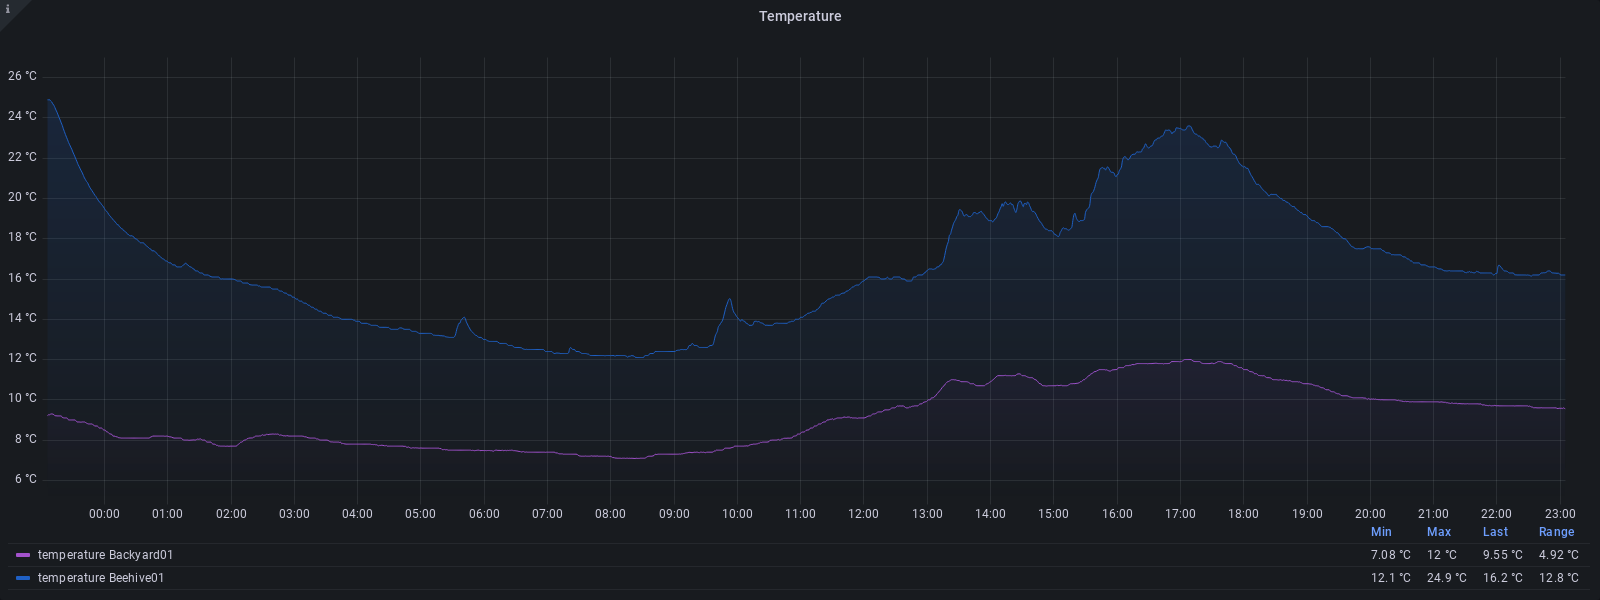 i
Temperature
26 °C
24 °C
22 °C
20 °C
18 °C
16 °C
14 °C
12 °C
10 °C
8 °C
6 °C
00:00 01:00 02:00 03:00 04:00 05:00 06:00 07:00 08:00 09:00 10:00 11:00 12:00 13:00 14:00 15:00 16:00 17:00 18:00 19:00 20:00 21:00 22:00 23:00
Min Max Last Range
temperature Backyard01 7.08 °C 12 °C 9.55 °C 4.92 °C
temperature Beehive01 12.1 °C 24.9 °C 16.2 °C 12.8 °C